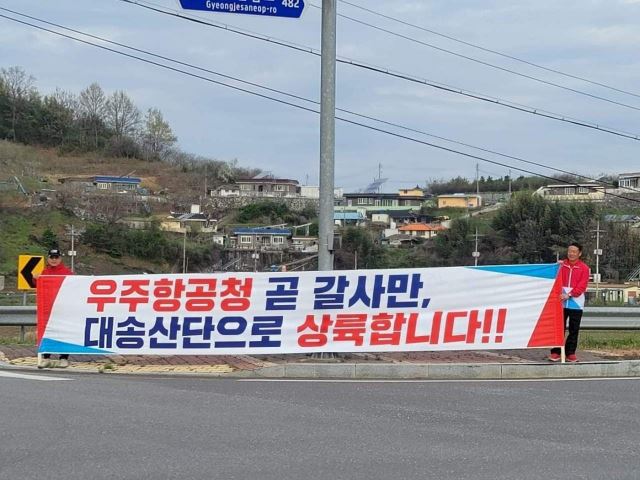 482
Gyeongjesaneop-ro
우주항공청 곧 갈사만,
대송산단으로 상륙합니다!!